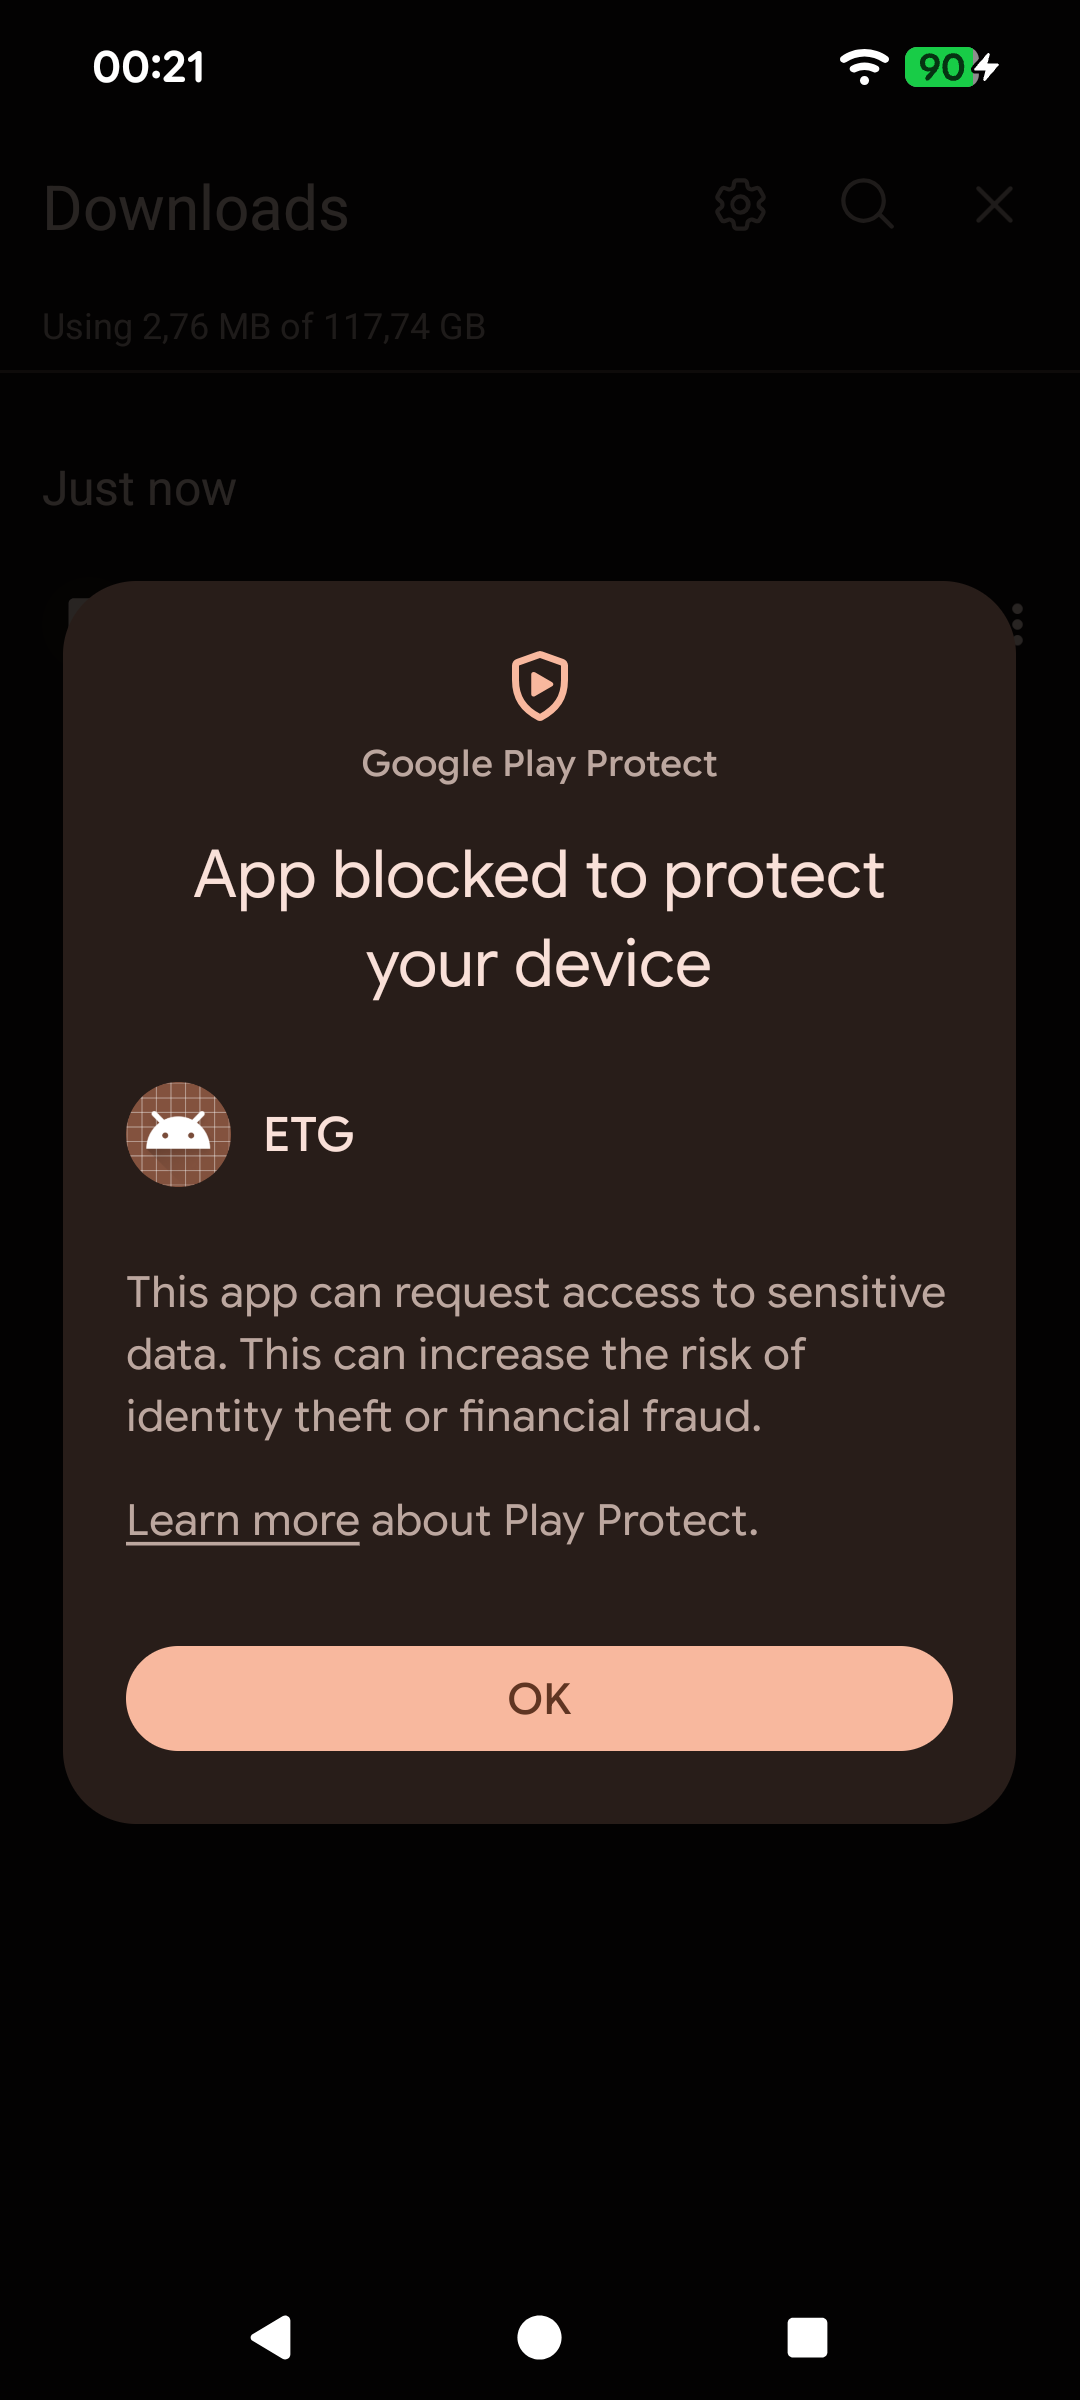 00:21
90
Downloads
Using 2,76 MB of 117,74 GB
Just now
Google Play Protect
App blocked to protect
your device
ETG
This app can request access to sensitive
data. This can increase the risk of
identity theft or financial fraud.
Learn more about Play Protect.
OK